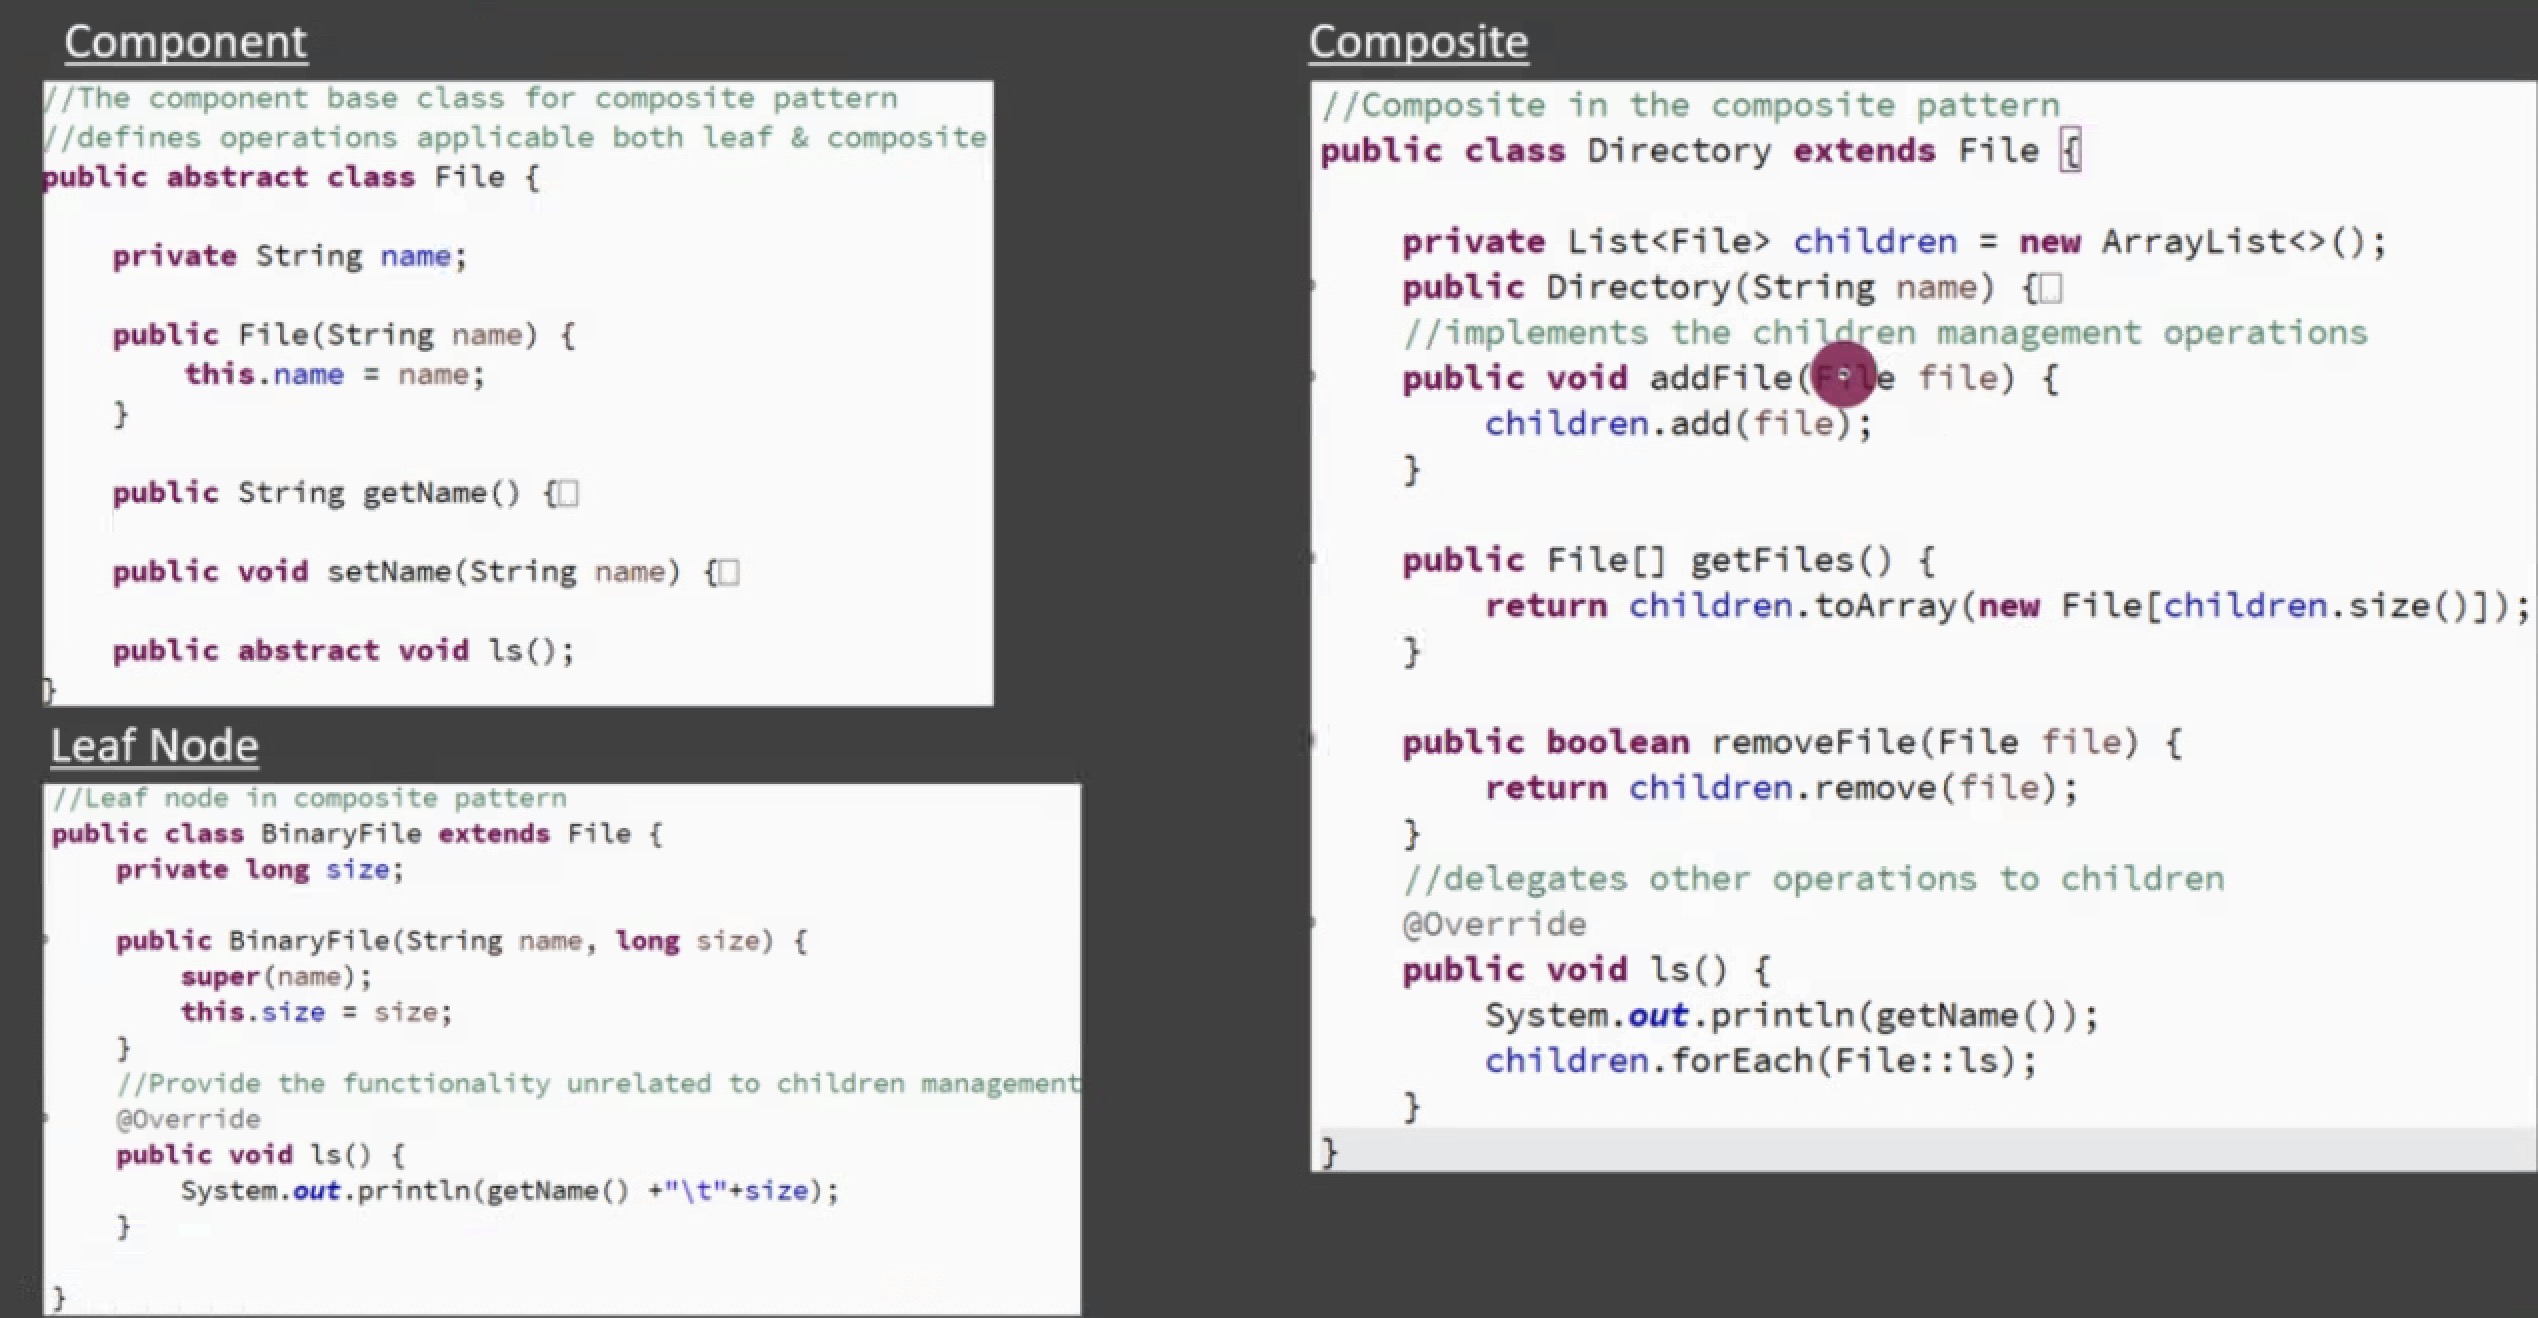 Component
//The component base class for composite pattern
//defines operations applicable both leaf & composite
public abstract class File {
private String name;
public File(String name) {
this.name = name;
}
public String getName() {
public void setName(String name) {
public abstract void ls();
}
Leaf Node
//Leaf node in composite pattern
public class BinaryFile extends File {
private long size;
public BinaryFile(String name, long size) {
super(name);
this.size = size;
}
//Provide the functionality unrelated to children management
@Override
public void ls() {
System.out.println(getName() +"\t"+size);
}
}
Composite
//Composite in the composite pattern
public class Directory extends File {
private List<File> children = new ArrayList<>();
public Directory(String name) {
//implements the children management operations
public void addFile(File file) {
children.add(file);
}
public File[] getFiles() {
return children.toArray(new File[children.size()]);
}
public boolean removeFile(File file) {
return children.remove(file);
}
//delegates other operations to children
@Override
public void ls() {
System.out.println(getName());
children.forEach(File::ls);
}
}